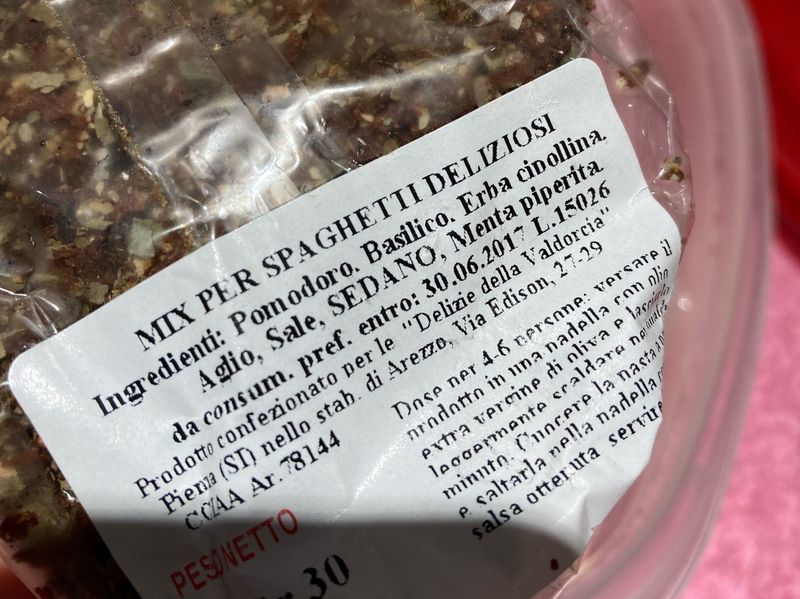 MIX PER SPAGHETTI DELIZIOSI
Ingredienti: Pomodoro. Basilico. Erba cipollina.
Aglio, Sale, SEDANO, Menta piperita.
da consum. pref. entro: 30.06.2017 L.15026
Prodotto confezionato per le "Delizie della Valdorcia"
Pienza (SI) nello stab. di Arezzo, Via Edison, 27-29
CCIAA Ar. 78144
Dose per 4-6 persone: versare il
prodotto in una padella con olio
extra vergine di oliva e
leggermente scaldare
minuto. Cuocere la pasta
e saltarla nella padella
salsa ottenuta servire
PESO NETTO
30